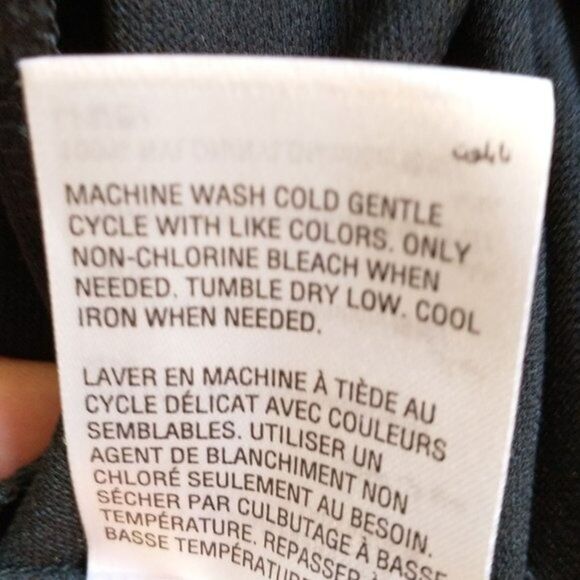 MACHINE WASH COLD GENTLE
CYCLE WITH LIKE COLORS. ONLY
NON-CHLORINE BLEACH WHEN
NEEDED. TUMBLE DRY LOW. COOL
IRON WHEN NEEDED.
LAVER EN MACHINE À TIÈDE AU
CYCLE DÉLICAT AVEC COULEURS
SEMBLABLES. UTILISER UN
AGENT DE BLANCHIMENT NON
CHLORÉ SEULEMENT AU BESOIN.
SÉCHER PAR CULBUTAGE À BASSE
TEMPÉRATURE. REPASSER À BASSE
BASSE TEMPÉRATURE